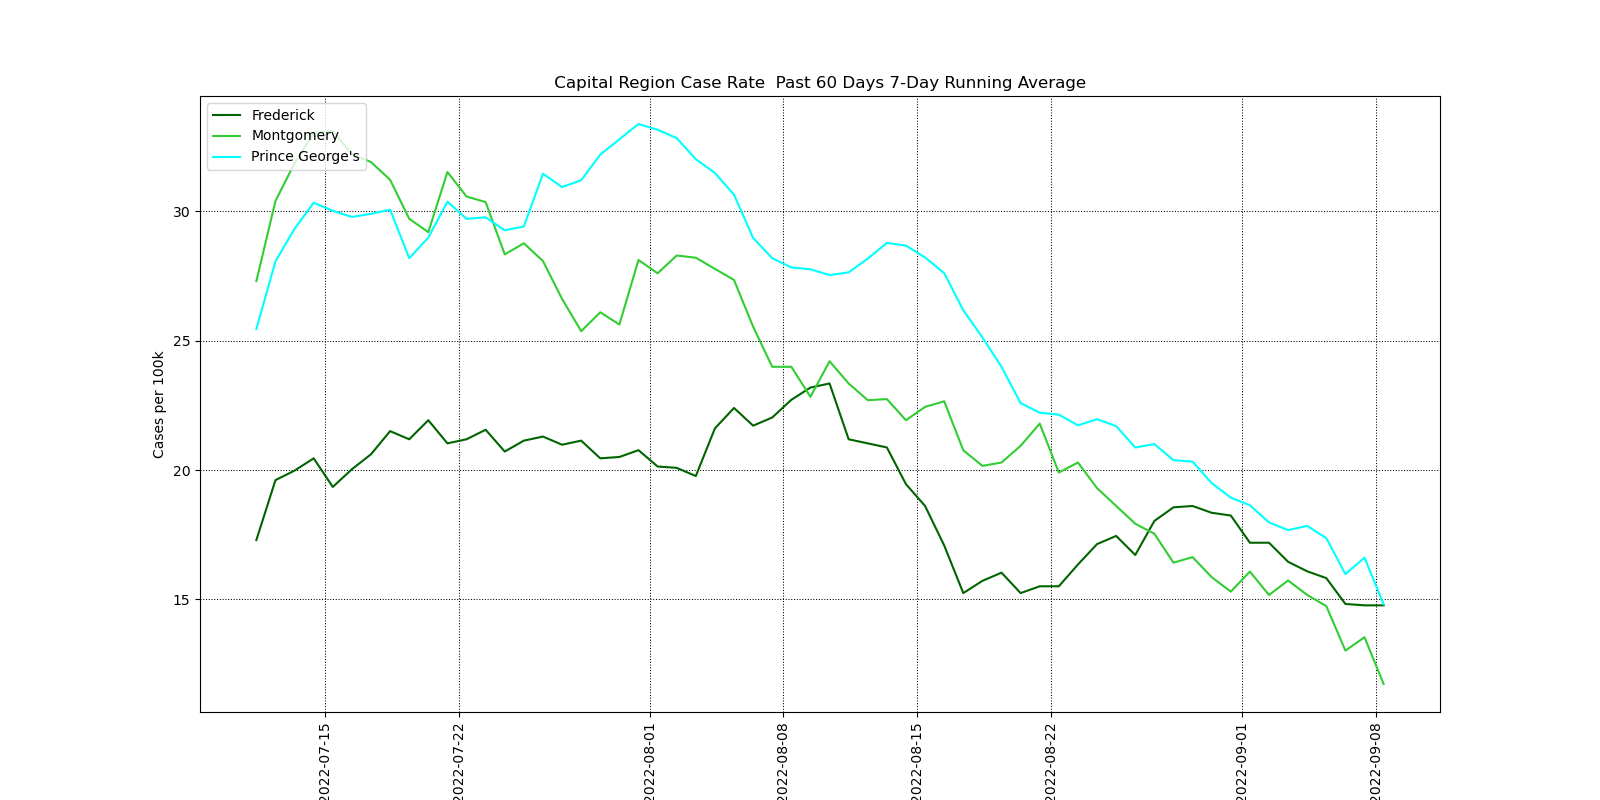 Capital Region Case Rate  Past 60 Days 7-Day Running Average
Frederick
Montgomery
Prince George's
Cases per 100k
30
25
20
15
2022-07-15
2022-07-22
2022-08-01
2022-08-08
2022-08-15
2022-08-22
2022-09-01
2022-09-08